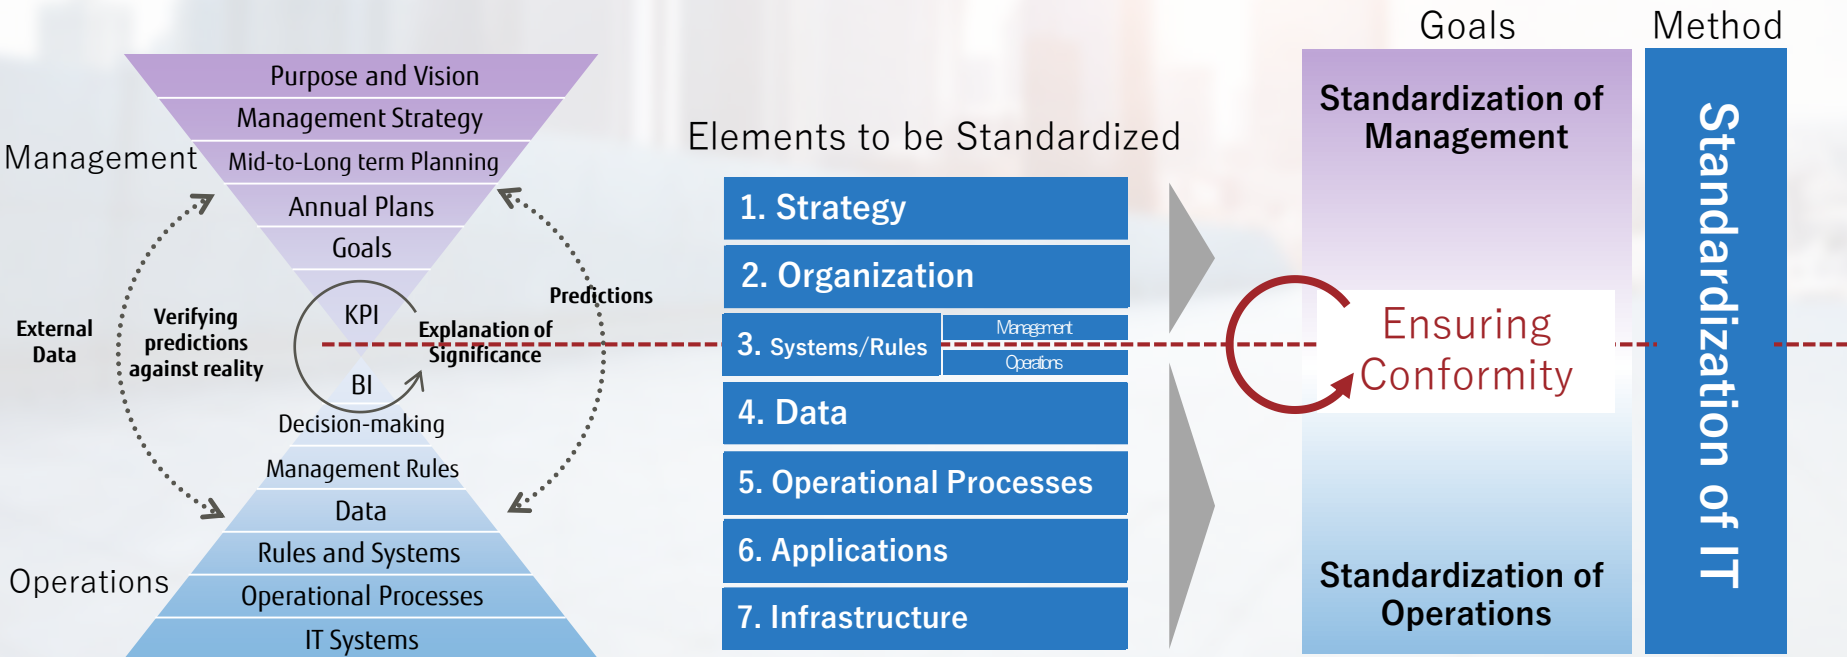 Management
Operations
Purpose and Vision
Management Strategy
Mid-to-Long term Planning
Annual Plans
Goals
KPI
BI
Decision-making
Management Rules
Data
Rules and Systems
Operational Processes
IT Systems
External
Data
Verifying
predictions
against reality
Explanation of
Significance
Predictions
Elements to be Standardized
1. Strategy
2. Organization
3. Systems/Rules
Management
Operations
4. Data
5. Operational Processes
6. Applications
7. Infrastructure
Goals
Standardization of
Management
Ensuring
Conformity
Standardization of
Operations
Method
Standardization of IT